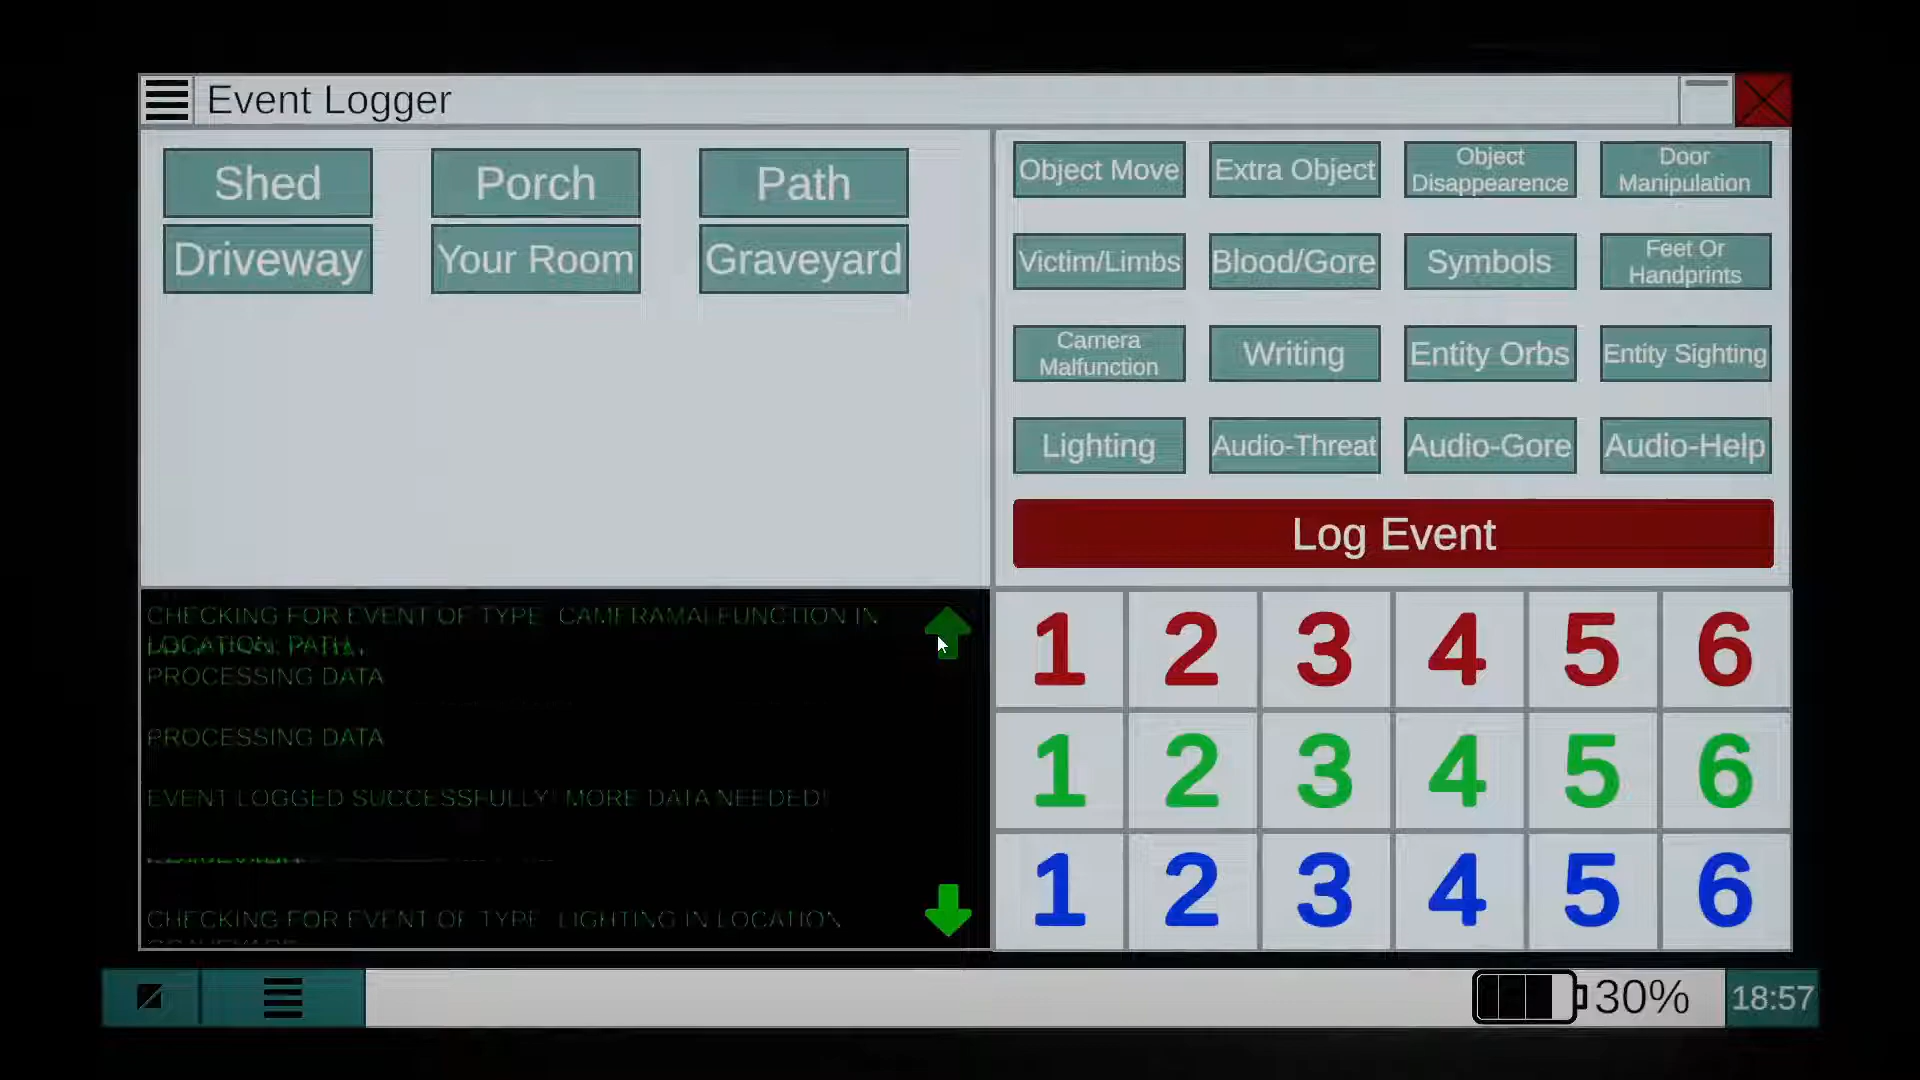 Event Logger
Shed Porch Path
Driveway Your Room Graveyard
Object Move Extra Object Object Disappearence Door Manipulation
Victim/Limbs Blood/Gore Symbols Feet Or Handprints
Camera Malfunction Writing Entity Orbs Entity Sighting
Lighting Audio-Threat Audio-Gore Audio-Help
Log Event
CHECKING FOR EVENT OF TYPE CAMERAMALFUNCTION IN
LOCATION: PATH.
PROCESSING DATA
PROCESSING DATA
EVENT LOGGED SUCCESSFULLY! MORE DATA NEEDED!
CHECKING FOR EVENT OF TYPE LIGHTING IN LOCATION
1 2 3 4 5 6
1 2 3 4 5 6
1 2 3 4 5 6
30% 18:57